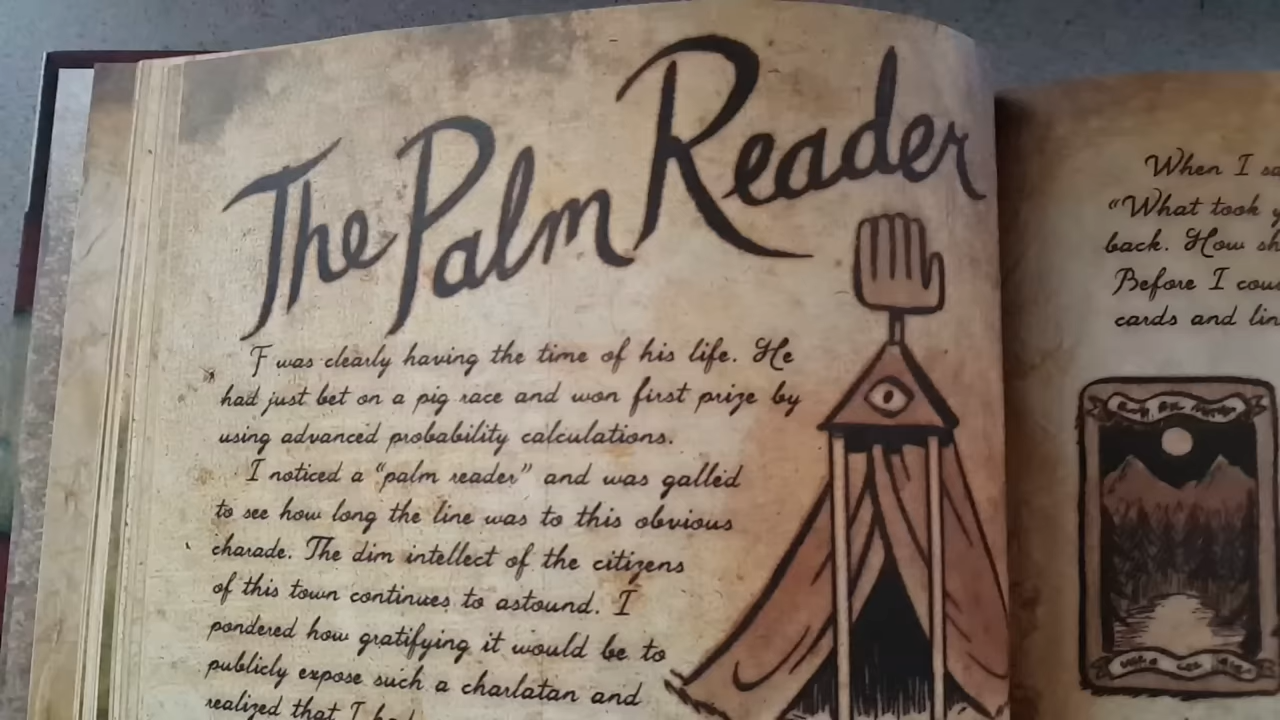 The Palm Reader
F was clearly having the time of his life. He
had just bet on a pig race and won first prize by
using advanced probability calculations.
I noticed a “palm reader” and was galled
to see how long the line was to this obvious
charade. The dim intellect of the citizens
of this town continues to astound. I
pondered how gratifying it would be to
publicly expose such a charlatan and
realized that I had
When I
“What took
back. How
Before I
cards and